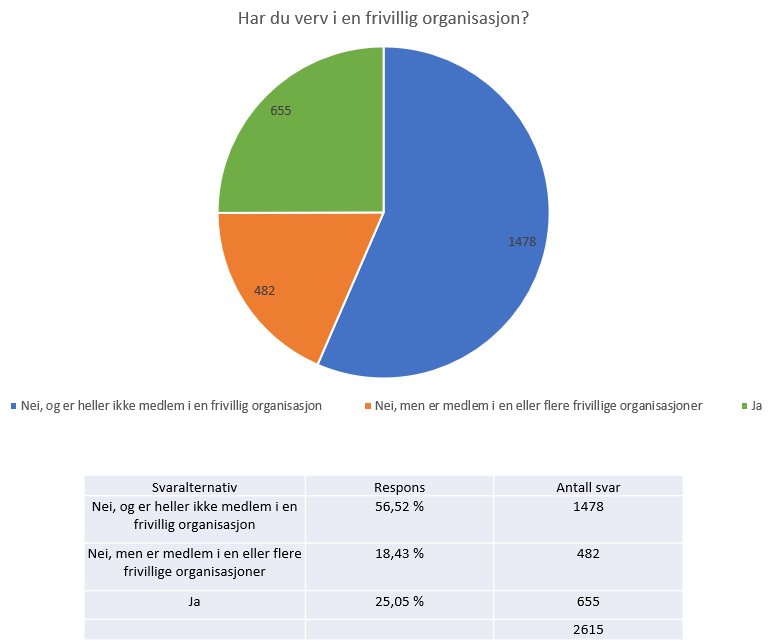 Har du verv i en frivillig organisasjon?
655
1478
482
Nei, og er heller ikke medlem i en frivillig organisasjon Nei, men er medlem i en eller flere frivillige organisasjoner Ja
Svaralternativ Respons Antall svar
Nei, og er heller ikke medlem i en 56,52 % 1478
frivillig organisasjon
Nei, men er medlem i en eller flere 18,43 % 482
frivillige organisasjoner
Ja 25,05 % 655
2615